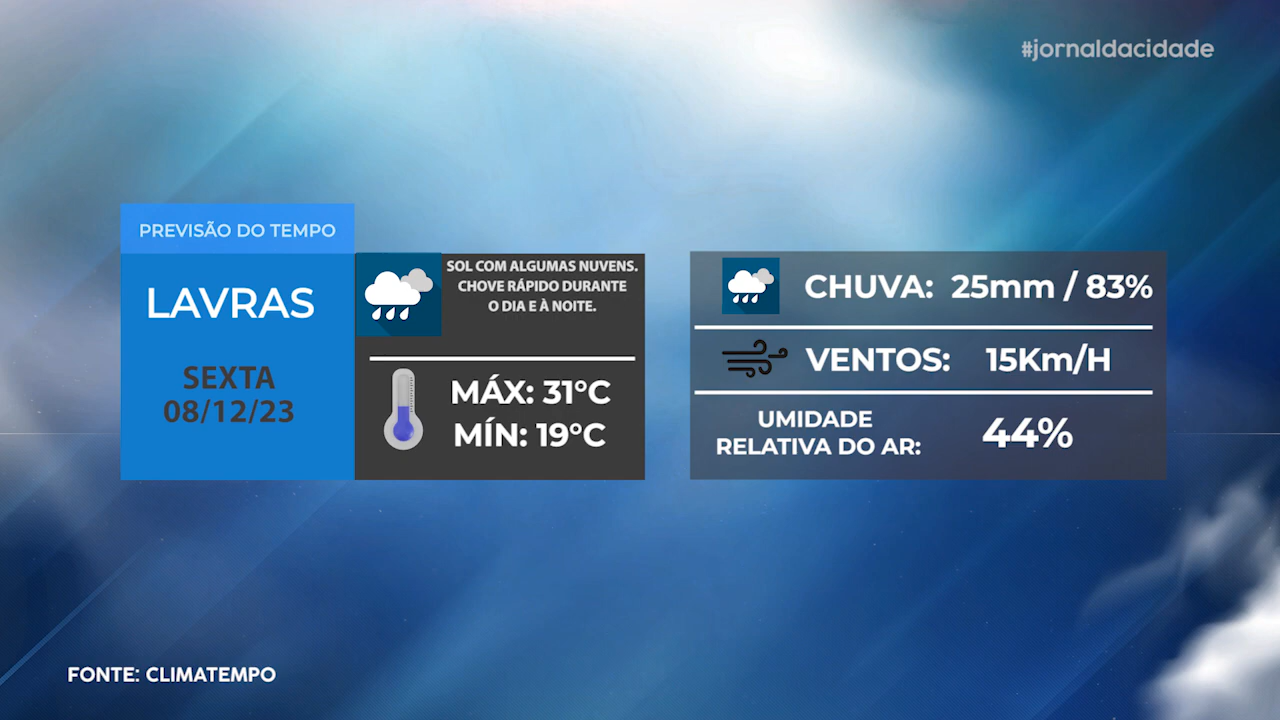 #jornaldacidade
PREVISÃO DO TEMPO
LAVRAS
SEXTA
08/12/23
SOL COM ALGUMAS NUVENS.
CHOVE RÁPIDO DURANTE
O DIA E À NOITE.
MÁX: 31°C
MÍN: 19°C
CHUVA: 25mm / 83%
VENTOS: 15Km/H
UMIDADE
RELATIVA DO AR: 44%
FONTE: CLIMATEMPO